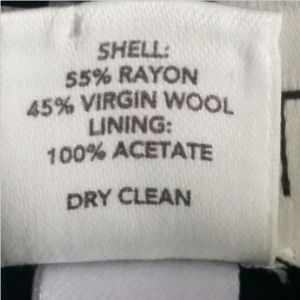 SHELL:
55% RAYON
45% VIRGIN WOOL
LINING:
100% ACETATE
DRY CLEAN